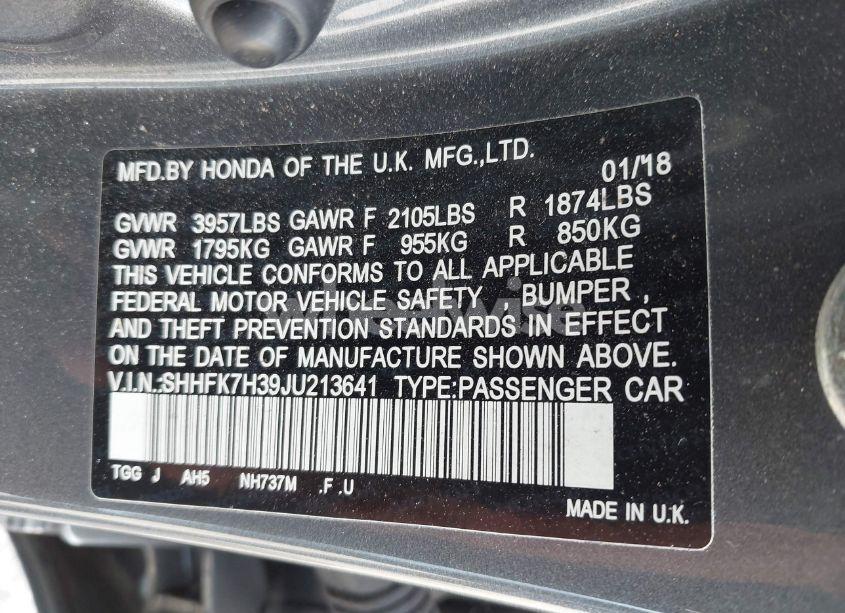 MFD.BY HONDA OF THE U.K. MFG.,LTD. 01/'18
GVWR 3957LBS GAWR F 2105LBS R 1874LBS
GVWR 1795KG GAWR F 955KG R 850KG
THIS VEHICLE CONFORMS TO ALL APPLICABLE
FEDERAL MOTOR VEHICLE SAFETY , BUMPER ,
AND THEFT PREVENTION STANDARDS IN EFFECT
ON THE DATE OF MANUFACTURE SHOWN ABOVE.
V.I.N.:SHHFK7H39JU213641 TYPE:PASSENGER CAR
TGG J AH5 NH737M .F .U
MADE IN U.K.
wheelwise